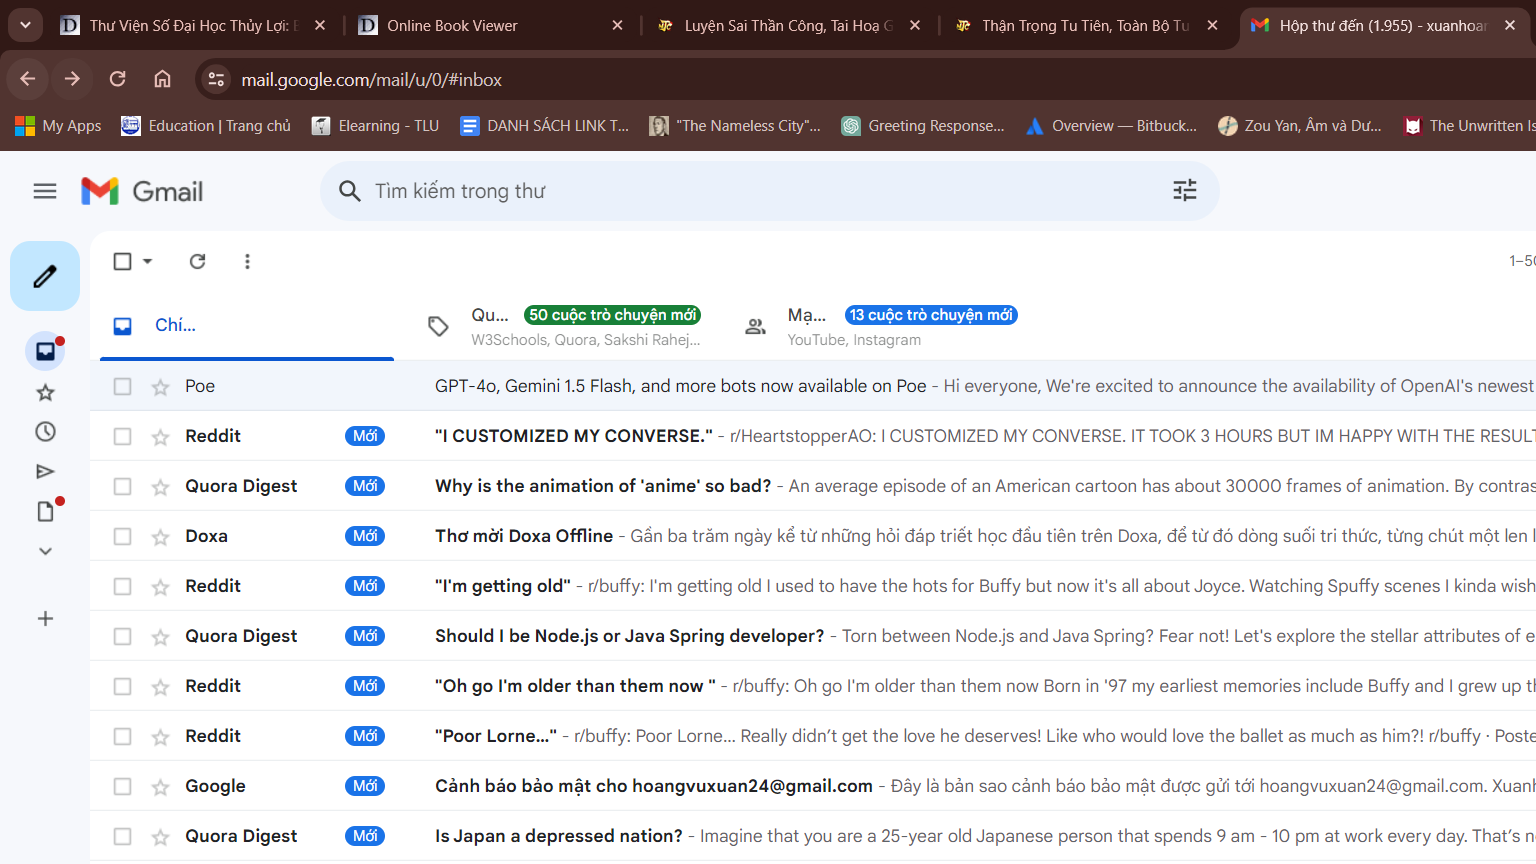 Thư Viện Số Đại Học Thủy Lợi:
Online Book Viewer
Luyện Sai Thần Công, Tai Hoạ
Thận Trọng Tu Tiên, Toàn Bộ Tu
Hộp thư đến (1.955) - xuanhoan
mail.google.com/mail/u/0/#inbox
My Apps
Education | Trang chủ
Elearning - TLU
DANH SÁCH LINK T...
"The Nameless City"...
Greeting Response...
Overview — Bitbuck...
Zou Yan, Âm và Dư...
The Unwritten Is
Gmail
Tìm kiếm trong thư
1–50
Chí...
Qu... 50 cuộc trò chuyện mới
W3Schools, Quora, Sakshi Rahej...
Mạ... 13 cuộc trò chuyện mới
YouTube, Instagram
Poe GPT-4o, Gemini 1.5 Flash, and more bots now available on Poe - Hi everyone, We're excited to announce the availability of OpenAI's newest
Reddit Mới "I CUSTOMIZED MY CONVERSE." - r/HeartstopperAO: I CUSTOMIZED MY CONVERSE. IT TOOK 3 HOURS BUT IM HAPPY WITH THE RESULT
Quora Digest Mới Why is the animation of 'anime' so bad? - An average episode of an American cartoon has about 30000 frames of animation. By contras
Doxa Mới Thơ mời Doxa Offline - Gần ba trăm ngày kể từ những hỏi đáp triết học đầu tiên trên Doxa, để từ đó dòng suối tri thức, từng chút một len l
Reddit Mới "I'm getting old" - r/buffy: I'm getting old I used to have the hots for Buffy but now it's all about Joyce. Watching Spuffy scenes I kinda wish
Quora Digest Mới Should I be Node.js or Java Spring developer? - Torn between Node.js and Java Spring? Fear not! Let's explore the stellar attributes of e
Reddit Mới "Oh go I'm older than them now " - r/buffy: Oh go I'm older than them now Born in '97 my earliest memories include Buffy and I grew up th
Reddit Mới "Poor Lorne..." - r/buffy: Poor Lorne... Really didn’t get the love he deserves! Like who would love the ballet as much as him?! r/buffy · Poste
Google Mới Cảnh báo bảo mật cho hoangvuxuan24@gmail.com - Đây là bản sao cảnh báo bảo mật được gửi tới hoangvuxuan24@gmail.com. Xuanh
Quora Digest Mới Is Japan a depressed nation? - Imagine that you are a 25-year old Japanese person that spends 9 am - 10 pm at work every day. That’s n